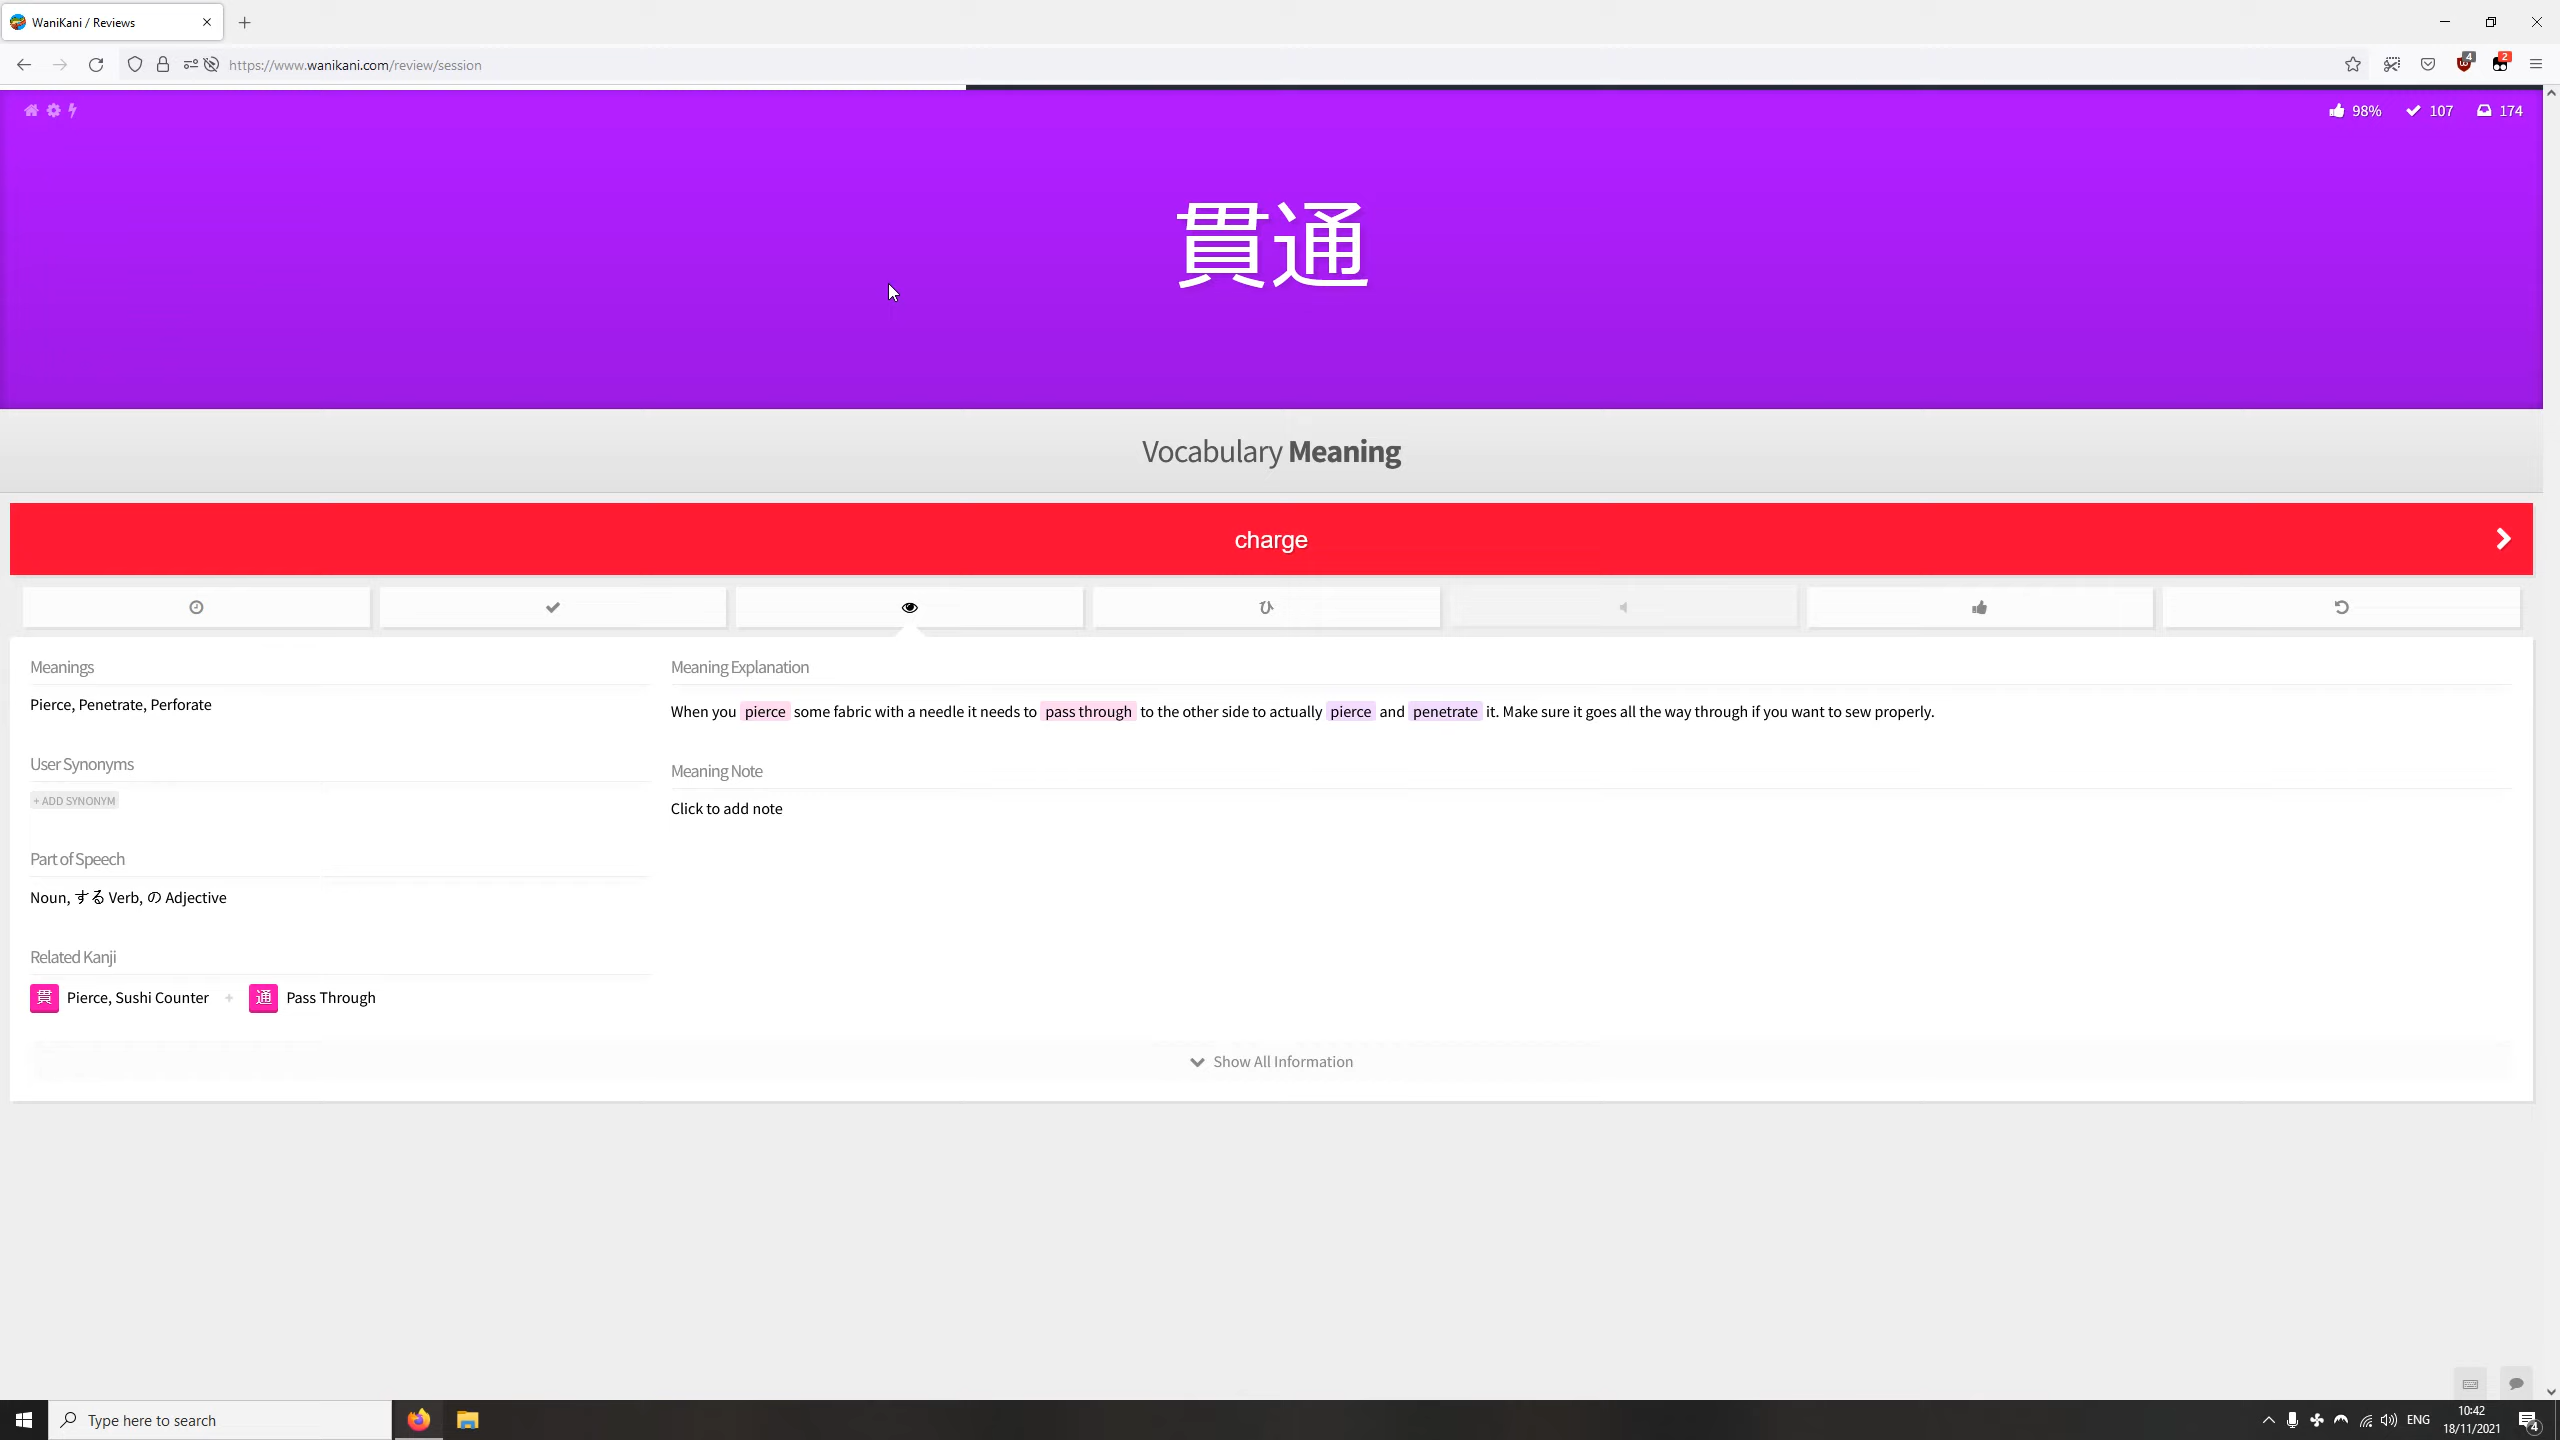 WaniKani / Reviews
https://www.wanikani.com/review/session
4
2
98%
107
174
貫通
Vocabulary Meaning
charge
ひ
Meanings
Pierce, Penetrate, Perforate
User Synonyms
+ ADD SYNONYM
Part of Speech
Noun, する Verb, の Adjective
Related Kanji
貫 Pierce, Sushi Counter + 通 Pass Through
Meaning Explanation
When you pierce some fabric with a needle it needs to pass through to the other side to actually pierce and penetrate it. Make sure it goes all the way through if you want to sew properly.
Meaning Note
Click to add note
Show All Information
Type here to search
ENG
10:42
18/11/2021
4